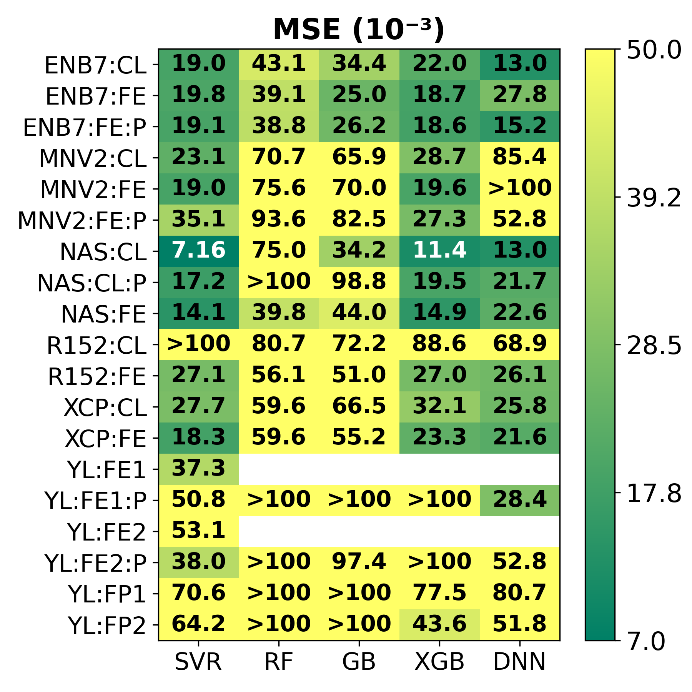 MSE (10⁻³)
ENB7:CL 19.0 43.1 34.4 22.0 13.0
ENB7:FE 19.8 39.1 25.0 18.7 27.8
ENB7:FE:P 19.1 38.8 26.2 18.6 15.2
MNV2:CL 23.1 70.7 65.9 28.7 85.4
MNV2:FE 19.0 75.6 70.0 19.6 >100
MNV2:FE:P 35.1 93.6 82.5 27.3 52.8
NAS:CL 7.16 75.0 34.2 11.4 13.0
NAS:CL:P 17.2 >100 98.8 19.5 21.7
NAS:FE 14.1 39.8 44.0 14.9 22.6
R152:CL >100 80.7 72.2 88.6 68.9
R152:FE 27.1 56.1 51.0 27.0 26.1
XCP:CL 27.7 59.6 66.5 32.1 25.8
XCP:FE 18.3 59.6 55.2 23.3 21.6
YL:FE1 37.3
YL:FE1:P 50.8 >100 >100 >100 28.4
YL:FE2 53.1
YL:FE2:P 38.0 >100 97.4 >100 52.8
YL:FP1 70.6 >100 >100 77.5 80.7
YL:FP2 64.2 >100 >100 43.6 51.8
SVR RF GB XGB DNN
50.0
39.2
28.5
17.8
7.0